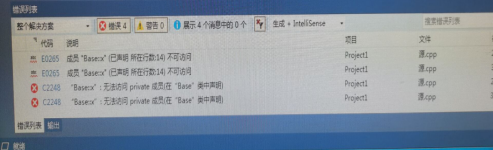 错误列表
整个解决方案 错误 4 警告 0 展示 4 个消息中的 0 个 生成 + IntelliSense 搜索错误列表
代码 说明 项目 文件
E0265 成员 "Base::x" (已声明 所在行数:14) 不可访问 Project1 源.cpp
E0265 成员 "Base::x" (已声明 所在行数:14) 不可访问 Project1 源.cpp
C2248 "Base::x": 无法访问 private 成员(在 "Base" 类中声明) Project1 源.cpp
C2248 "Base::x": 无法访问 private 成员(在 "Base" 类中声明) Project1 源.cpp
错误列表 输出
就绪